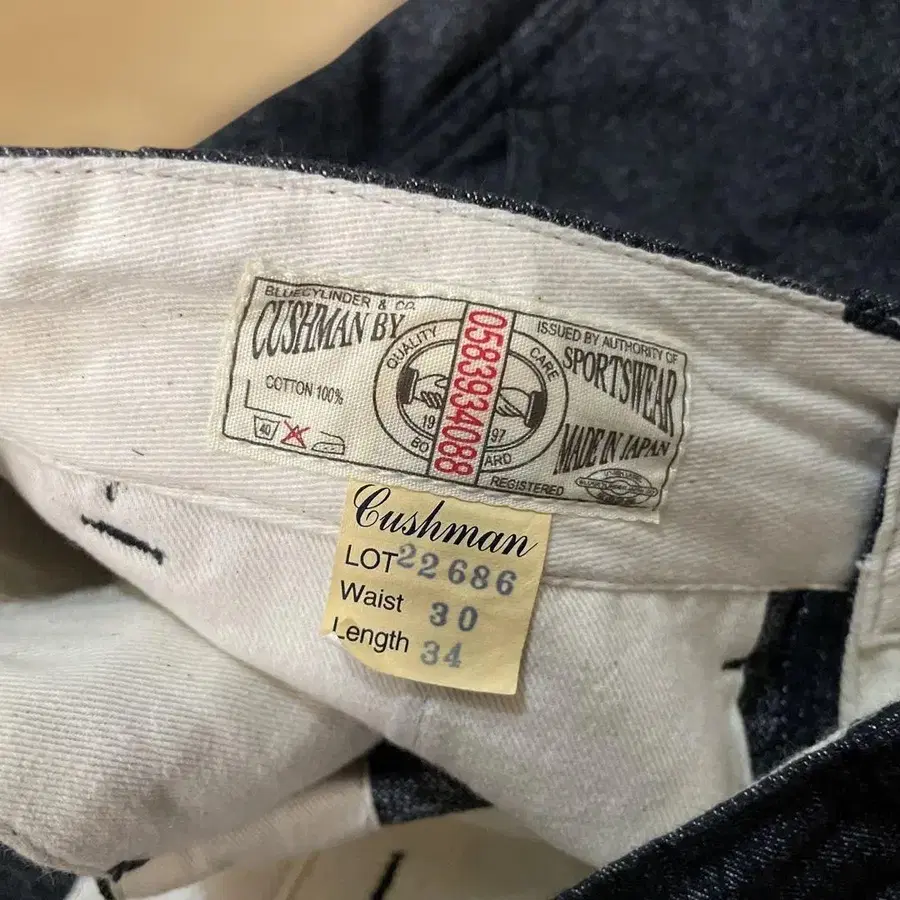 BLUECYLINDER & CO.
CUSHMAN BY
COTTON 100%
L
40
QUALITY
CARE
19
97
BO
ARD
0583934088
ISSUED BY AUTHORITY OF
SPORTSWEAR
MADE IN JAPAN
REGISTERED
Cushman
LOT 22686
Waist 30
Length 34